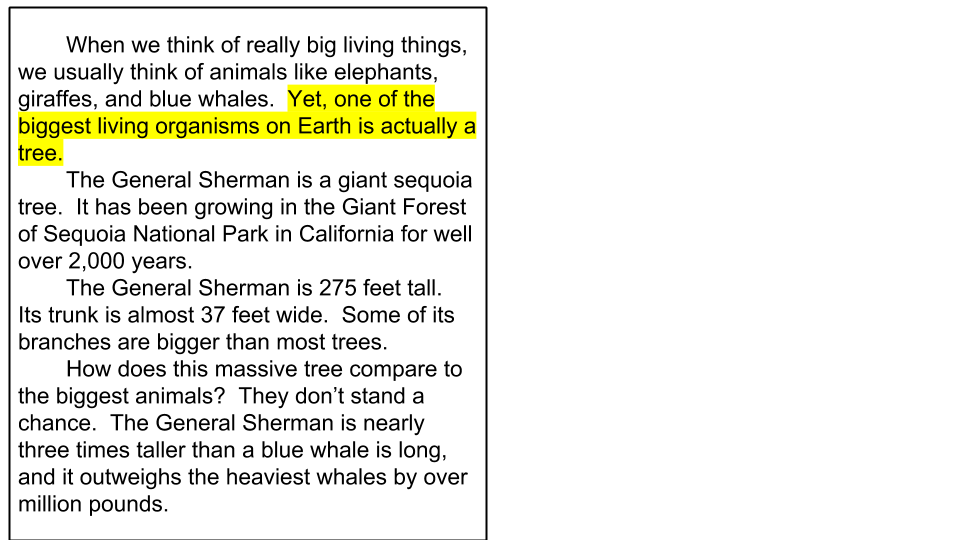 When we think of really big living things,
we usually think of animals like elephants,
giraffes, and blue whales.  Yet, one of the
biggest living organisms on Earth is actually a
tree.
The General Sherman is a giant sequoia
tree.  It has been growing in the Giant Forest
of Sequoia National Park in California for well
over 2,000 years.
The General Sherman is 275 feet tall.
Its trunk is almost 37 feet wide.  Some of its
branches are bigger than most trees.
How does this massive tree compare to
the biggest animals?  They don’t stand a
chance.  The General Sherman is nearly
three times taller than a blue whale is long,
and it outweighs the heaviest whales by over
million pounds.